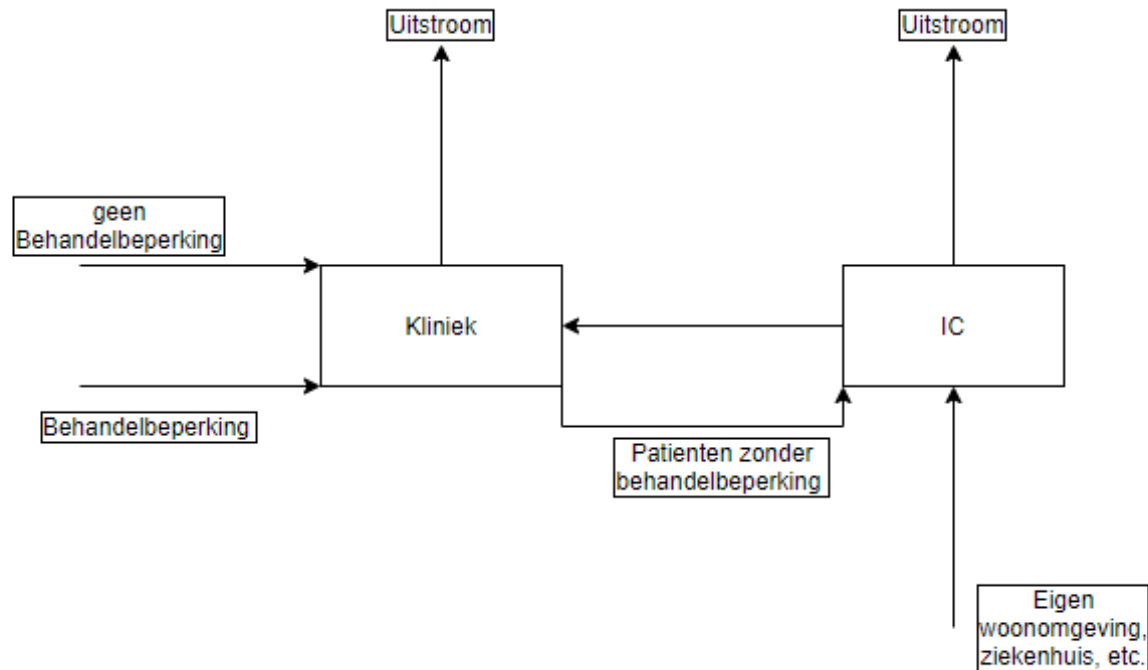 Uitstroom
Uitstroom
geen
Behandelbeperking
Kliniek
IC
Behandelbeperking
Patienten zonder
behandelbeperking
Eigen
woonomgeving,
ziekenhuis, etc.